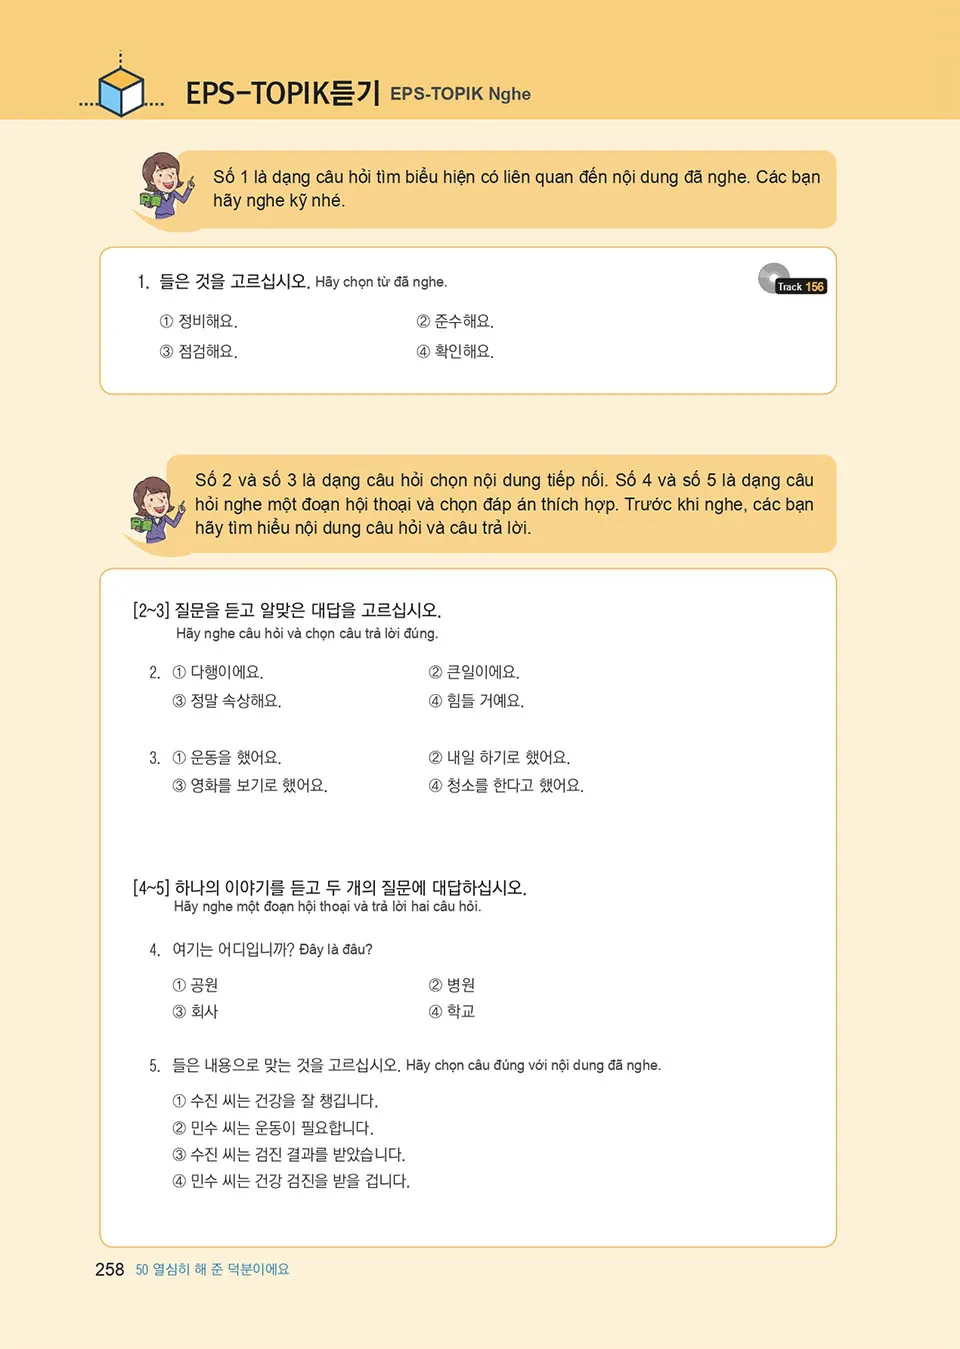 EPS-TOPIK듣기 EPS-TOPIK Nghe
Số 1 là dạng câu hỏi tìm biểu hiện có liên quan đến nội dung đã nghe. Các bạn
hãy nghe kỹ nhé.
1. 들은 것을 고르십시오. Hãy chọn từ đã nghe.
Track 156
① 정비해요. ② 준수해요.
③ 점검해요. ④ 확인해요.
Số 2 và số 3 là dạng câu hỏi chọn nội dung tiếp nối. Số 4 và số 5 là dạng câu
hỏi nghe một đoạn hội thoại và chọn đáp án thích hợp. Trước khi nghe, các bạn
hãy tìm hiểu nội dung câu hỏi và câu trả lời.
[2~3] 질문을 듣고 알맞은 대답을 고르십시오.
Hãy nghe câu hỏi và chọn câu trả lời đúng.
2. ① 다행이에요. ② 큰일이에요.
③ 정말 속상해요. ④ 힘들 거예요.
3. ① 운동을 했어요. ② 내일 하기로 했어요.
③ 영화를 보기로 했어요. ④ 청소를 한다고 했어요.
[4~5] 하나의 이야기를 듣고 두 개의 질문에 대답하십시오.
Hãy nghe một đoạn hội thoại và trả lời hai câu hỏi.
4. 여기는 어디입니까? Đây là đâu?
① 공원 ② 병원
③ 회사 ④ 학교
5. 들은 내용으로 맞는 것을 고르십시오. Hãy chọn câu đúng với nội dung đã nghe.
① 수진 씨는 건강을 잘 챙깁니다.
② 민수 씨는 운동이 필요합니다.
③ 수진 씨는 검진 결과를 받았습니다.
④ 민수 씨는 건강 검진을 받을 겁니다.
258 50 열심히 해 준 덕분이에요